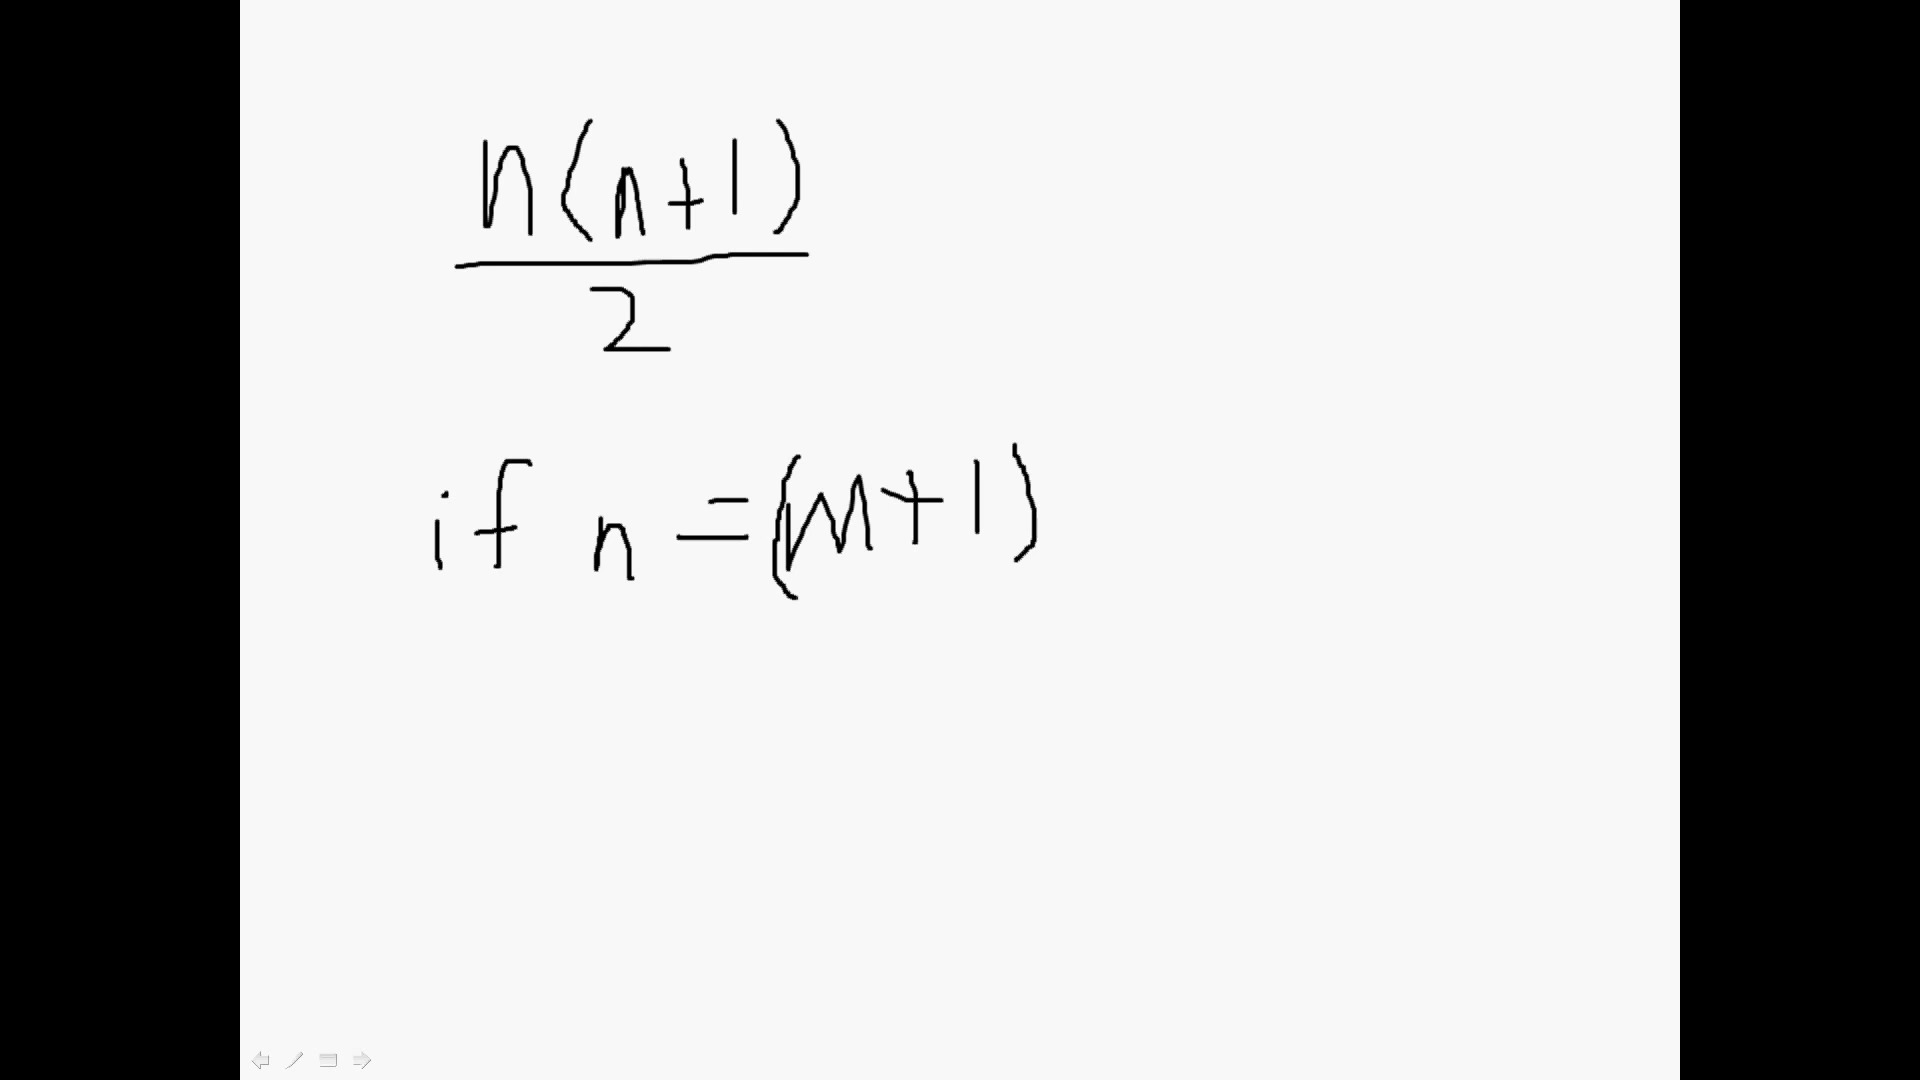 n(n+1)
2
if n = (m+1)